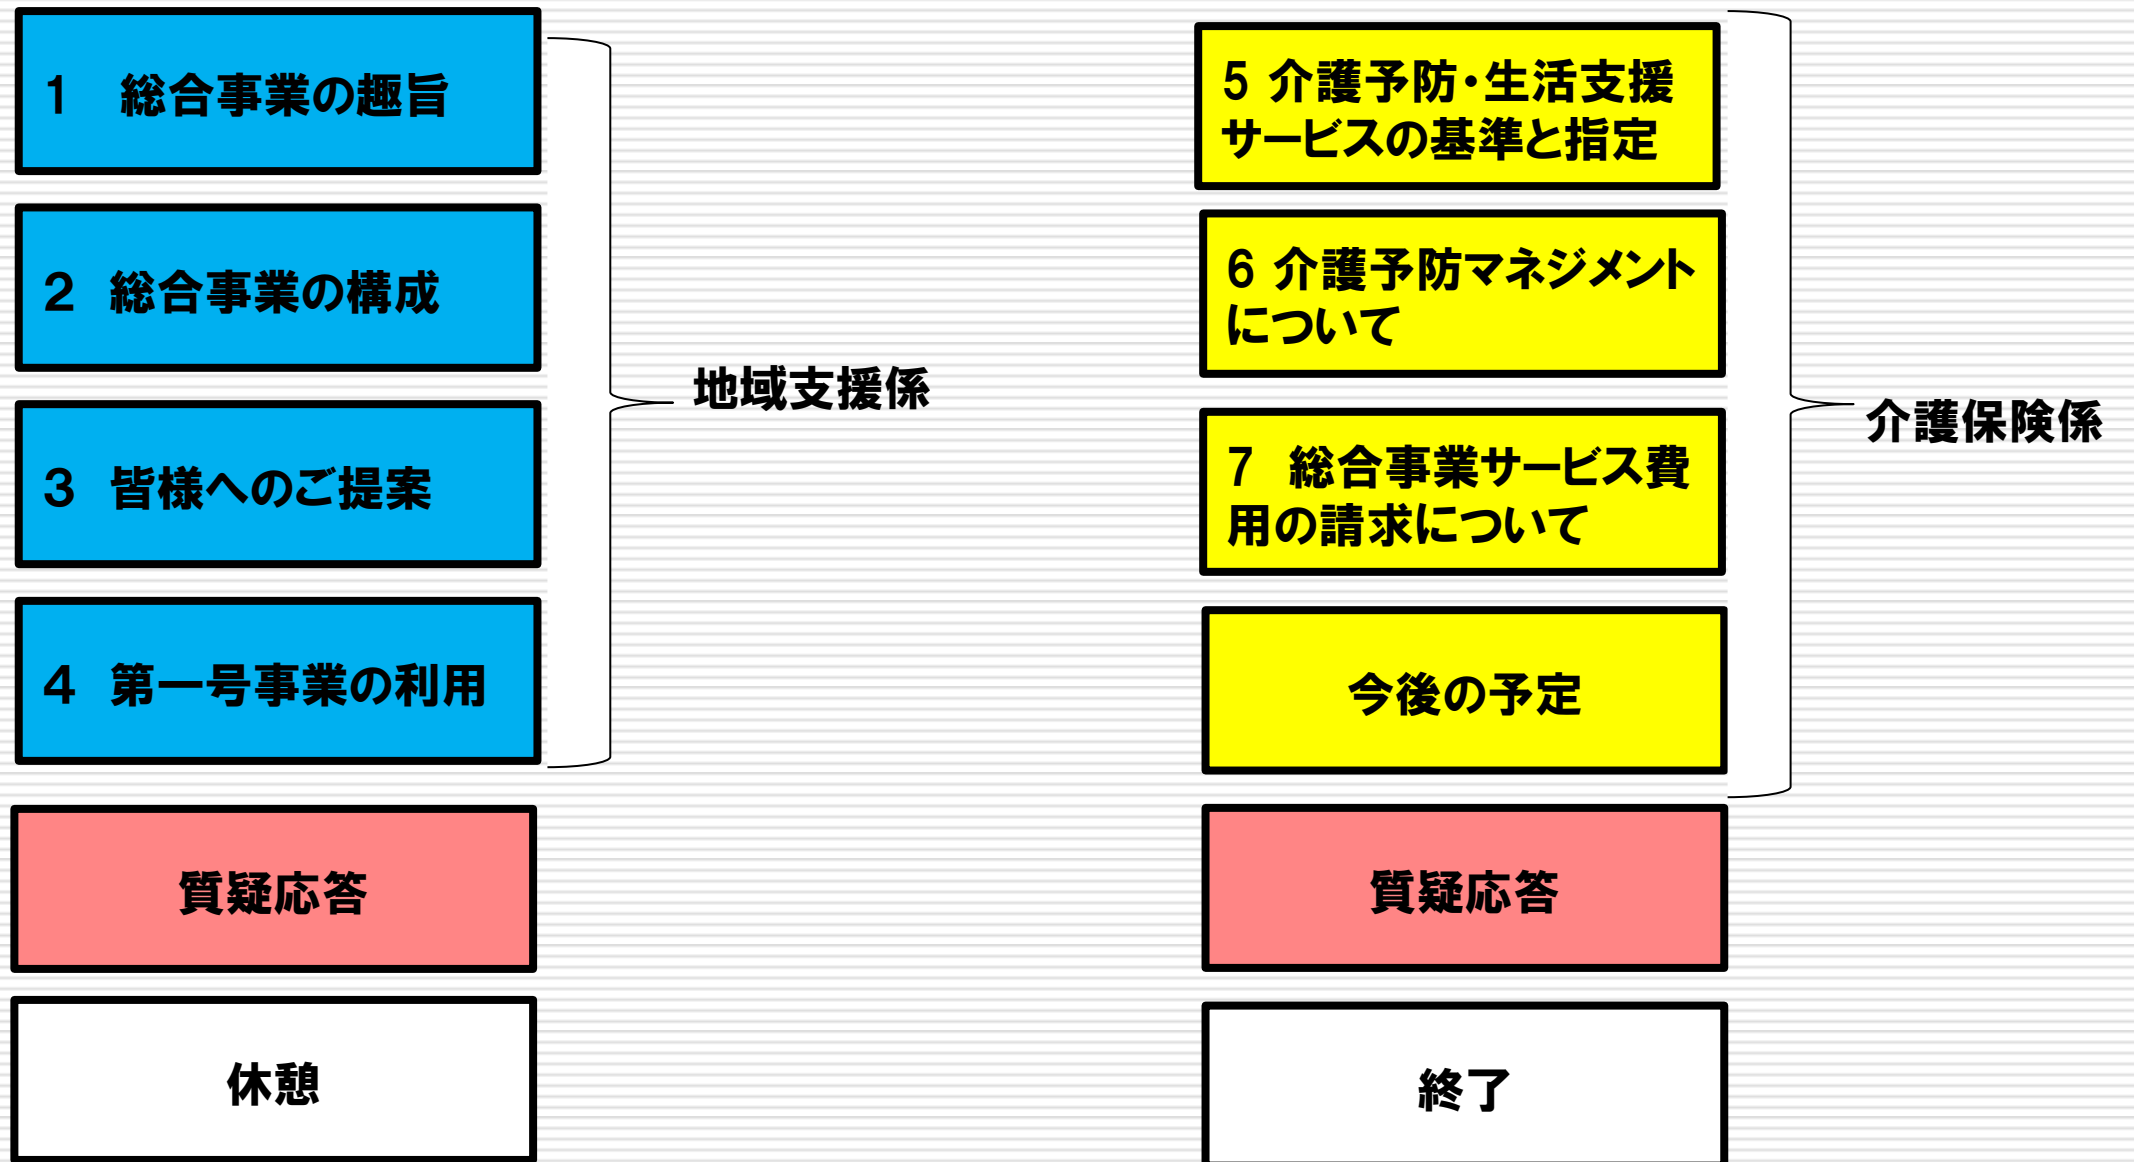 1　総合事業の趣旨
2　総合事業の構成
3　皆様へのご提案
4　第一号事業の利用
地域支援係
質疑応答
休憩
5 介護予防・生活支援
サービスの基準と指定
6 介護予防マネジメント
について
7　総合事業サービス費
用の請求について
今後の予定
介護保険係
質疑応答
終了